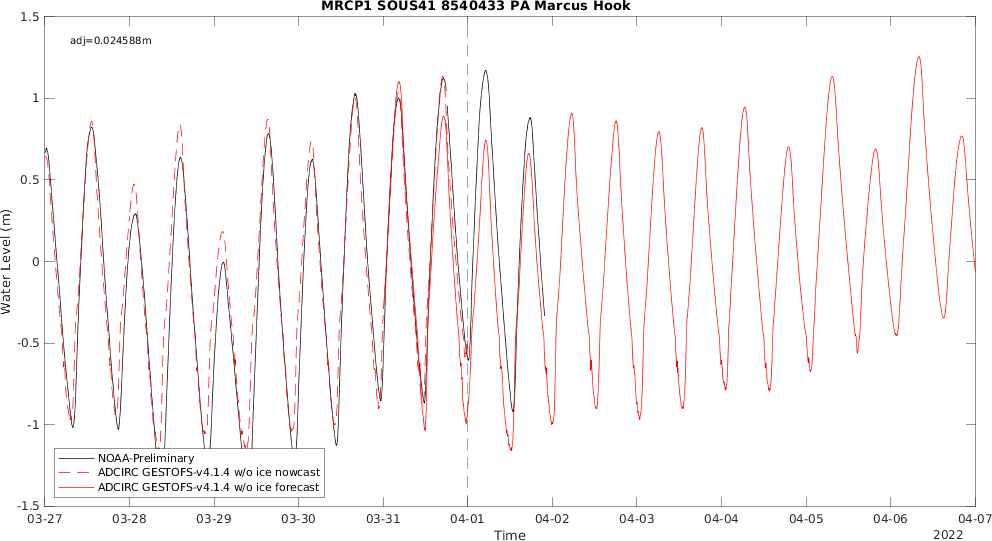 MRCP1 SOUS41 8540433 PA Marcus Hook
adj=0.024588m
1.5
1
0.5
0
-0.5
-1
-1.5
Water Level (m)
NOAA-Preliminary
ADCIRC GESTOFS-v4.1.4 w/o ice nowcast
ADCIRC GESTOFS-v4.1.4 w/o ice forecast
03-27 03-28 03-29 03-30 03-31 04-01 04-02 04-03 04-04 04-05 04-06 04-07
Time
2022